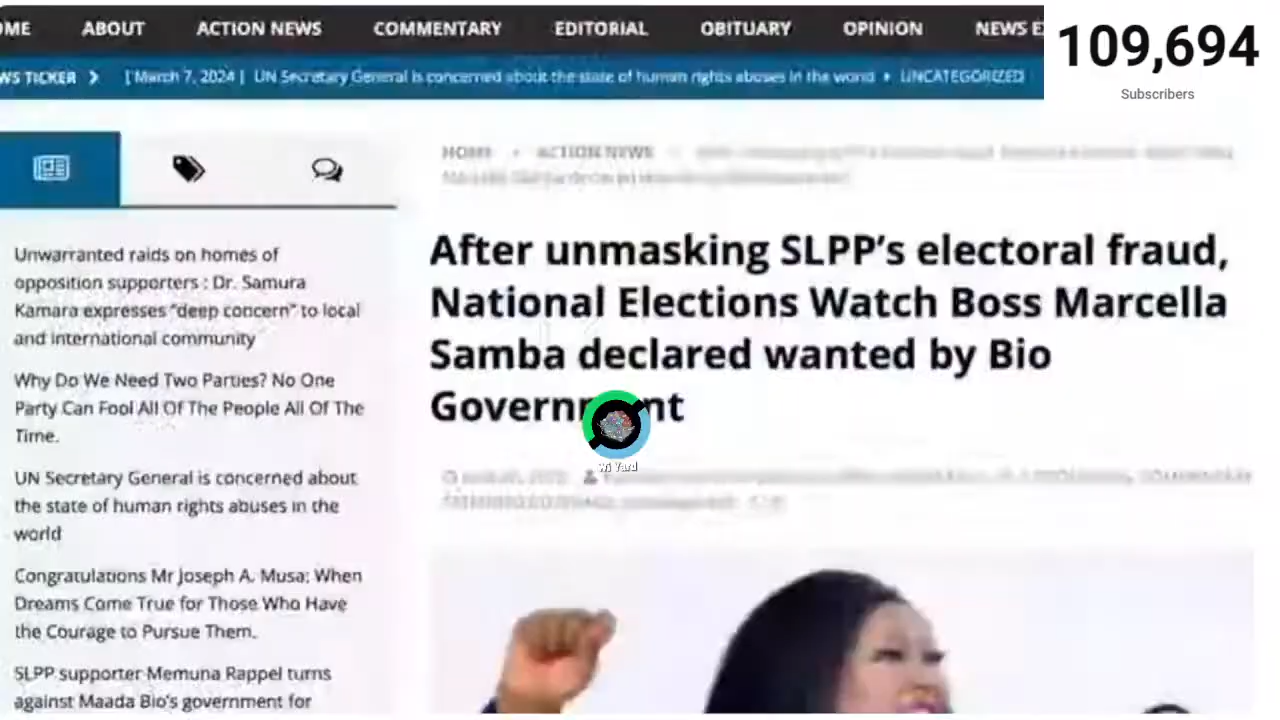 OME ABOUT ACTION NEWS COMMENTARY EDITORIAL OBITUARY OPINION NEWS E
109,694
Subscribers
WS TICKER [ March 7, 2024 ] UN Secretary General is concerned about the state of human rights abuses in the world UNCATEGORIZED
HOME ACTION NEWS
After unmasking SLPP’s electoral fraud,
National Elections Watch Boss Marcella
Samba declared wanted by Bio
Government
Wi Yard
Unwarranted raids on homes of
opposition supporters : Dr. Samura
Kamara expresses “deep concern” to local
and international community
Why Do We Need Two Parties? No One
Party Can Fool All Of The People All Of The
Time.
UN Secretary General is concerned about
the state of human rights abuses in the
world
Congratulations Mr Joseph A. Musa: When
Dreams Come True for Those Who Have
the Courage to Pursue Them.
SLPP supporter Memuna Rappel turns
against Maada Bio’s government for